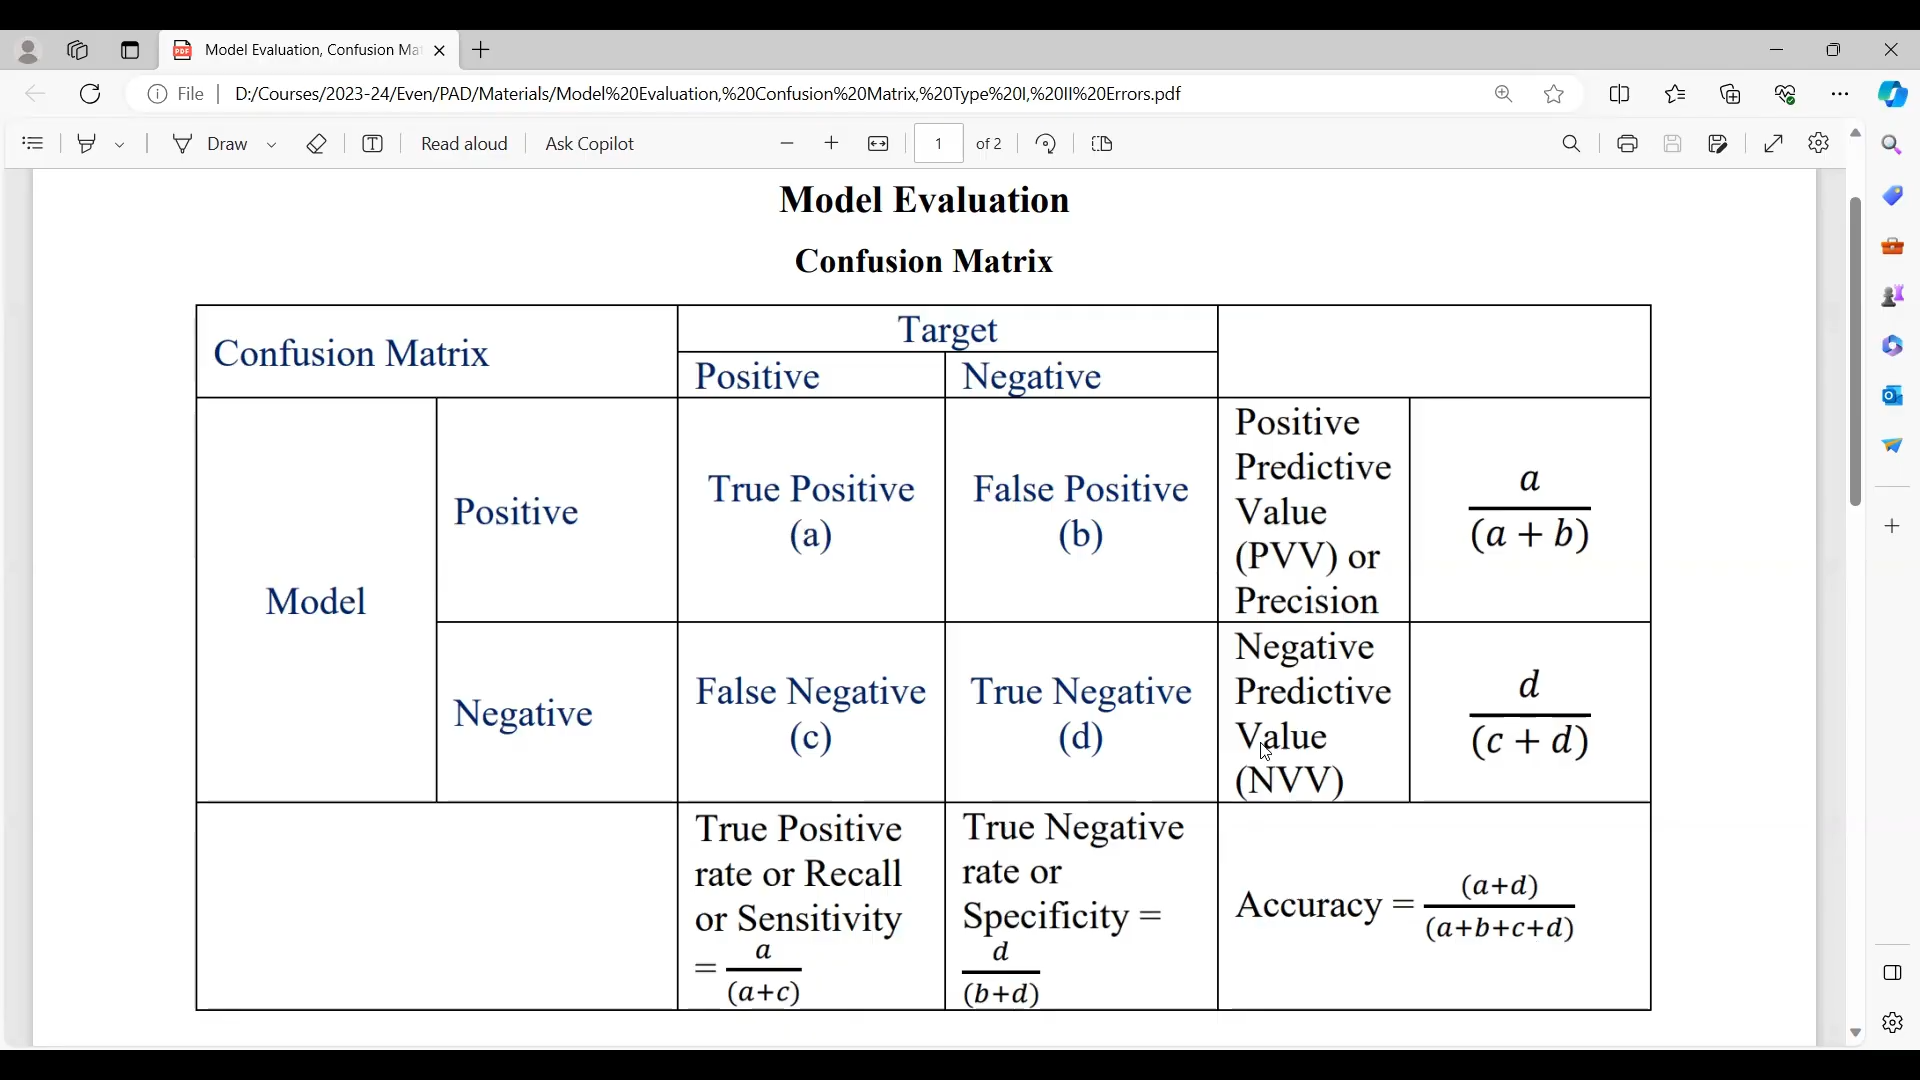 Model Evaluation, Confusion Ma
File
D:/Courses/2023-24/Even/PAD/Materials/Model%20Evaluation,%20Confusion%20Matrix,%20Type%20I,%20II%20Errors.pdf
Draw
Read aloud
Ask Copilot
1
of 2
Model Evaluation
Confusion Matrix
Confusion Matrix
Target
Positive
Negative
Model
Positive
True Positive
(a)
False Positive
(b)
Positive
Predictive
Value
(PVV) or
Precision
a
(a + b)
Negative
False Negative
(c)
True Negative
(d)
Negative
Predictive
Value
(NVV)
d
(c + d)
True Positive
rate or Recall
or Sensitivity
= a
(a+c)
True Negative
rate or
Specificity =
d
(b+d)
Accuracy = (a+d)
(a+b+c+d)